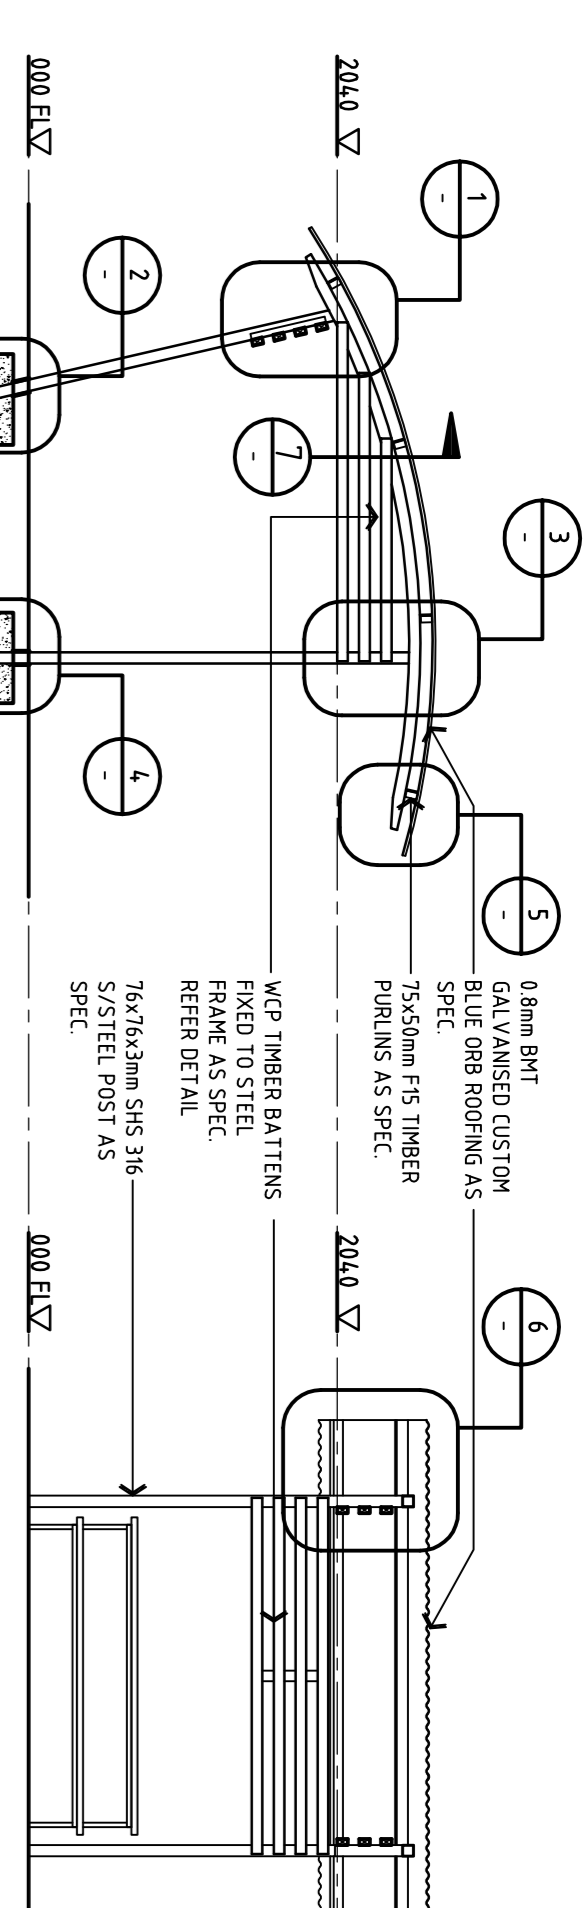 1
-
2
-
3
-
4
-
5
-
6
-
7
-
2040
000 FL
0.8mm BMT
GALVANISED CUSTOM
BLUE ORB ROOFING AS
SPEC.
75x50mm F15 TIMBER
PURLINS AS SPEC.
WCP TIMBER BATTENS
FIXED TO STEEL
FRAME AS SPEC.
REFER DETAIL
76x76x3mm SHS 316
S/STEEL POST AS
SPEC.
2040
000 FL